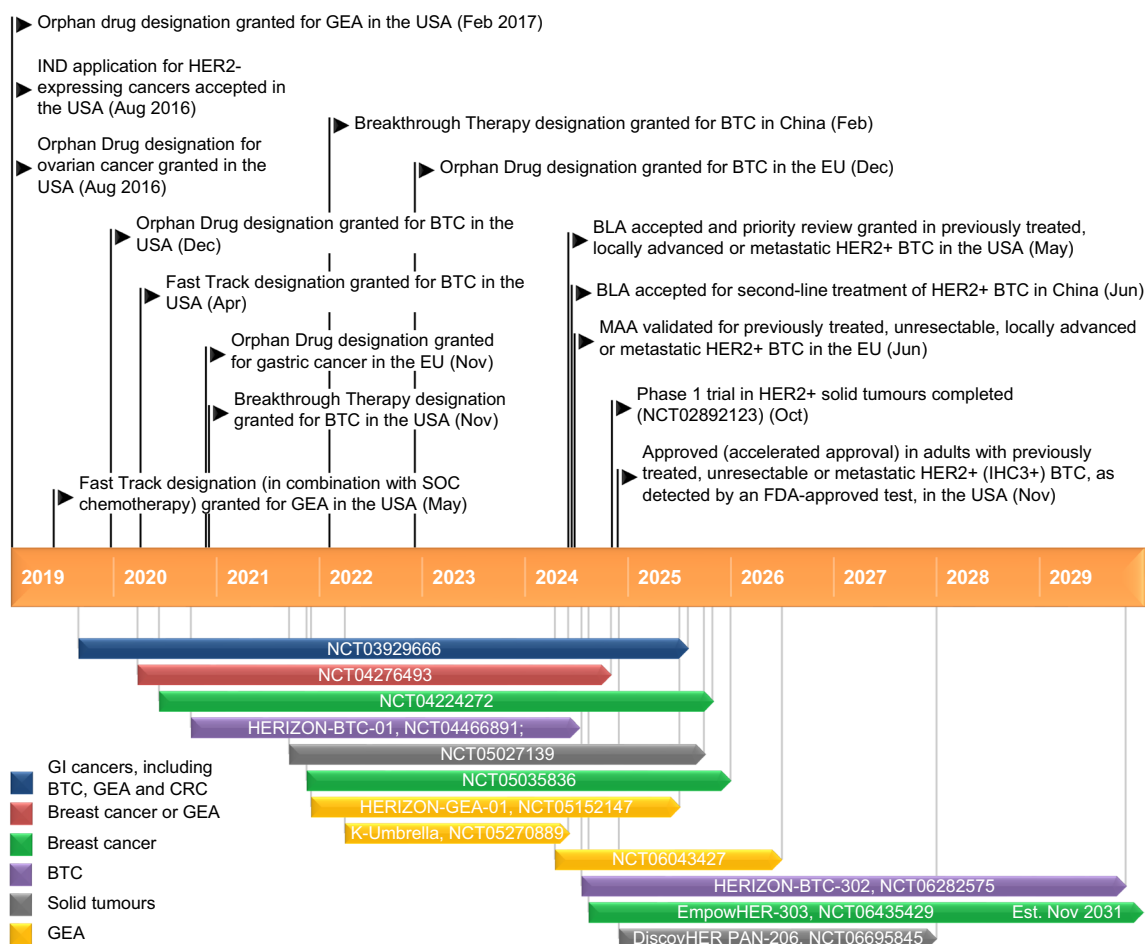 Orphan drug designation granted for GEA in the USA (Feb 2017)
IND application for HER2-
expressing cancers accepted in
the USA (Aug 2016)
Orphan Drug designation for
ovarian cancer granted in the
USA (Aug 2016)
Breakthrough Therapy designation granted for BTC in China (Feb)
Orphan Drug designation granted for BTC in the EU (Dec)
Orphan Drug designation granted for BTC in the
USA (Dec)
Fast Track designation granted for BTC in the
USA (Apr)
Orphan Drug designation granted
for gastric cancer in the EU (Nov)
Breakthrough Therapy designation
granted for BTC in the USA (Nov)
Fast Track designation (in combination with SOC
chemotherapy) granted for GEA in the USA (May)
BLA accepted and priority review granted in previously treated,
locally advanced or metastatic HER2+ BTC in the USA (May)
BLA accepted for second-line treatment of HER2+ BTC in China (Jun)
MAA validated for previously treated, unresectable, locally advanced
or metastatic HER2+ BTC in the EU (Jun)
Phase 1 trial in HER2+ solid tumours completed
(NCT02892123) (Oct)
Approved (accelerated approval) in adults with previously
treated, unresectable or metastatic HER2+ (IHC3+) BTC, as
detected by an FDA-approved test, in the USA (Nov)
2019 2020 2021 2022 2023 2024 2025 2026 2027 2028 2029
NCT03929666
NCT04276493
NCT04224272
HERIZON-BTC-01, NCT04466891;
NCT05027139
NCT05035836
HERIZON-GEA-01, NCT05152147
K-Umbrella, NCT05270889
NCT06043427
HERIZON-BTC-302, NCT06282575
EmpowHER-303, NCT06435429 Est. Nov 2031
DiscovHER PAN-206, NCT06695845
GI cancers, including
BTC, GEA and CRC
Breast cancer or GEA
Breast cancer
BTC
Solid tumours
GEA